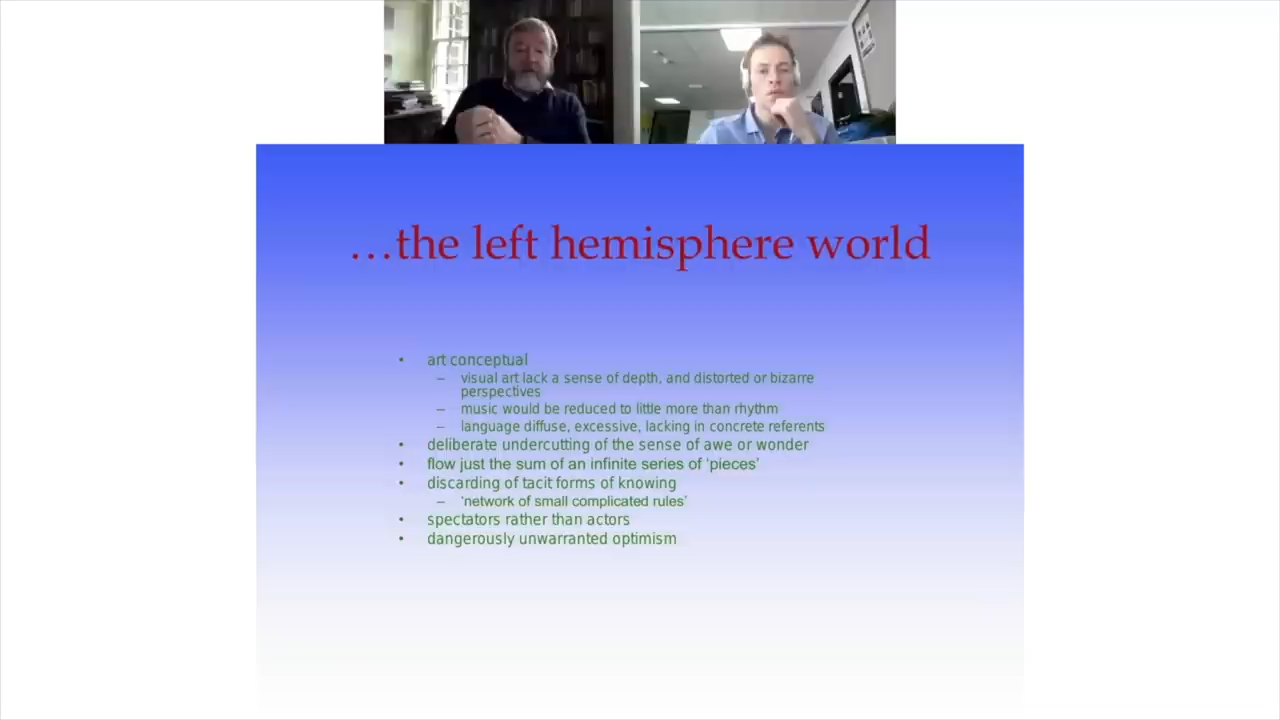 …the left hemisphere world
• art conceptual
– visual art lack a sense of depth, and distorted or bizarre
perspectives
– music would be reduced to little more than rhythm
– language diffuse, excessive, lacking in concrete referents
• deliberate undercutting of the sense of awe or wonder
• flow just the sum of an infinite series of ‘pieces’
• discarding of tacit forms of knowing
– ‘network of small complicated rules’
• spectators rather than actors
• dangerously unwarranted optimism